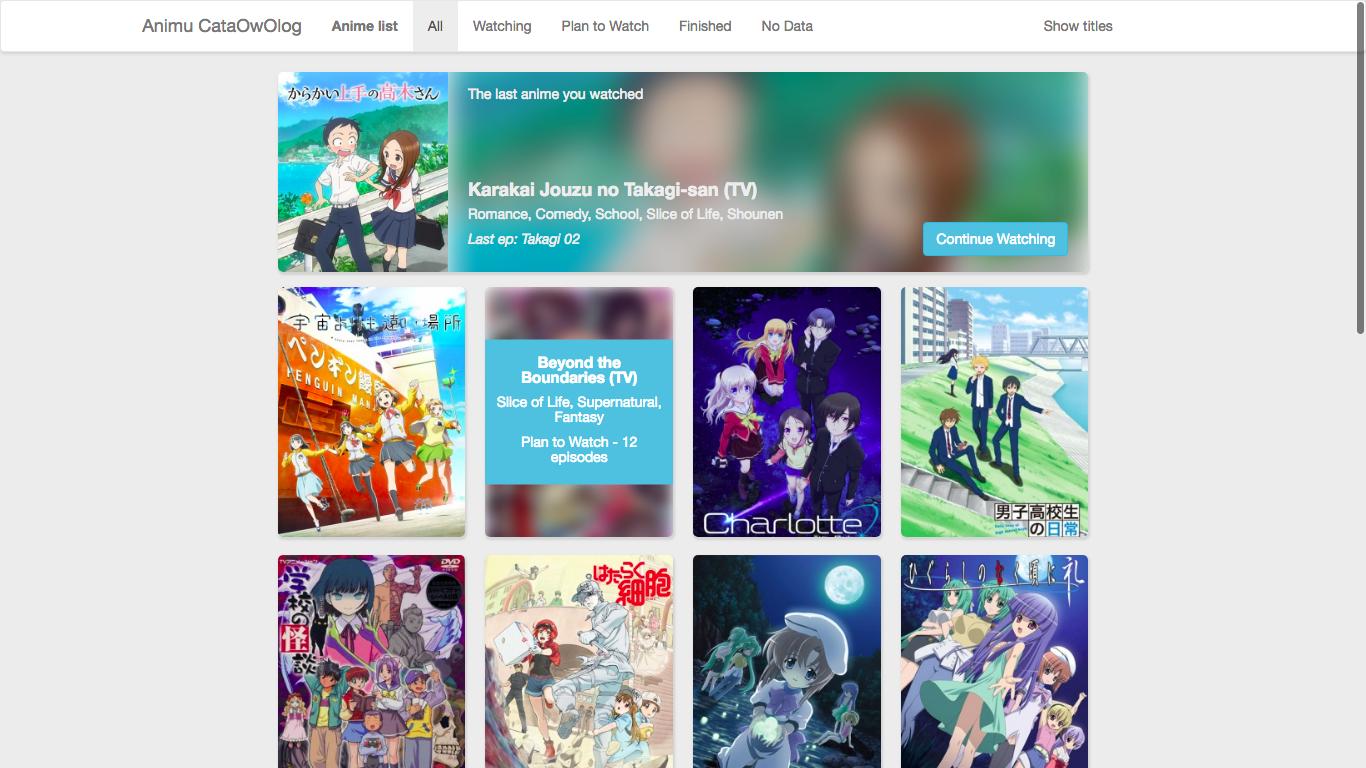 Animu CataOwOlog
Anime list
All
Watching
Plan to Watch
Finished
No Data
Show titles
からかい上手の高木さん
The last anime you watched
Karakai Jouzu no Takagi-san (TV)
Romance, Comedy, School, Slice of Life, Shounen
Last ep: Takagi 02
Continue Watching
宇宙よりも遠い場所
ペンギン饅
PENGUIN MAN
Beyond the
Boundaries (TV)
Slice of Life, Supernatural,
Fantasy
Plan to Watch - 12
episodes
Charlotte
男子高校生
の日常
DVD
学校の怪談
はたらく
細胞
ひぐらしのなく頃に礼